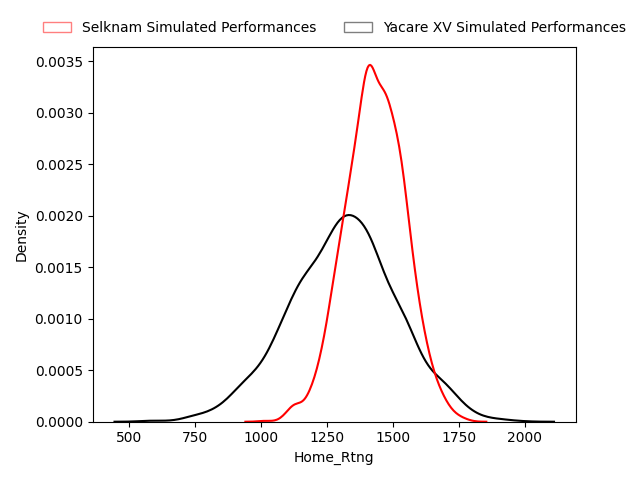 Selknam Simulated Performances Yacare XV Simulated Performances
0.0035
0.0030
0.0025
0.0020
0.0015
0.0010
0.0005
0.0000
Density
500 750 1000 1250 1500 1750 2000
Home_Rtng